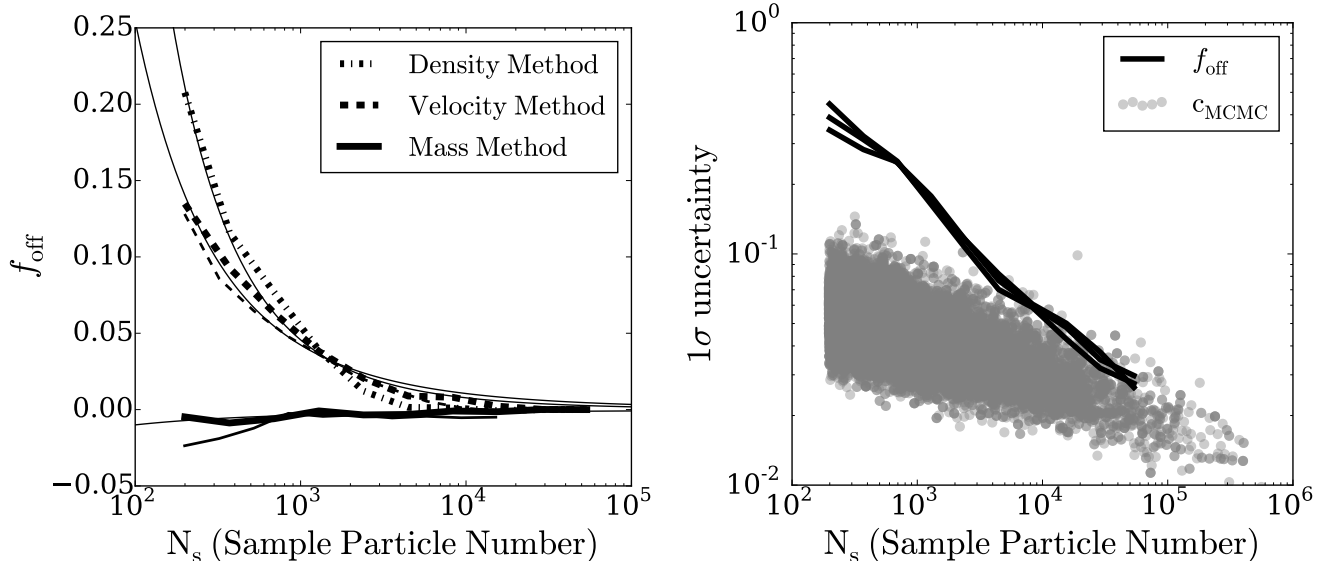 0.25
0.20
0.15
0.10
0.05
0.00
−0.05
f_off
10^2
10^3
10^4
10^5
N_s (Sample Particle Number)
Density Method
Velocity Method
Mass Method
10^0
10^-1
10^-2
1σ uncertainty
10^2
10^3
10^4
10^5
10^6
N_s (Sample Particle Number)
f_off
c_MCMC